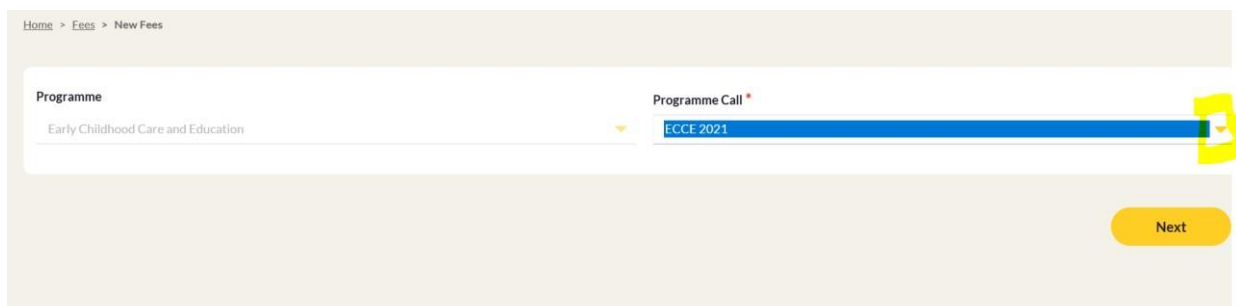 Home > Fees > New Fees
Programme
Programme Call *
Early Childhood Care and Education
ECCE 2021
Next